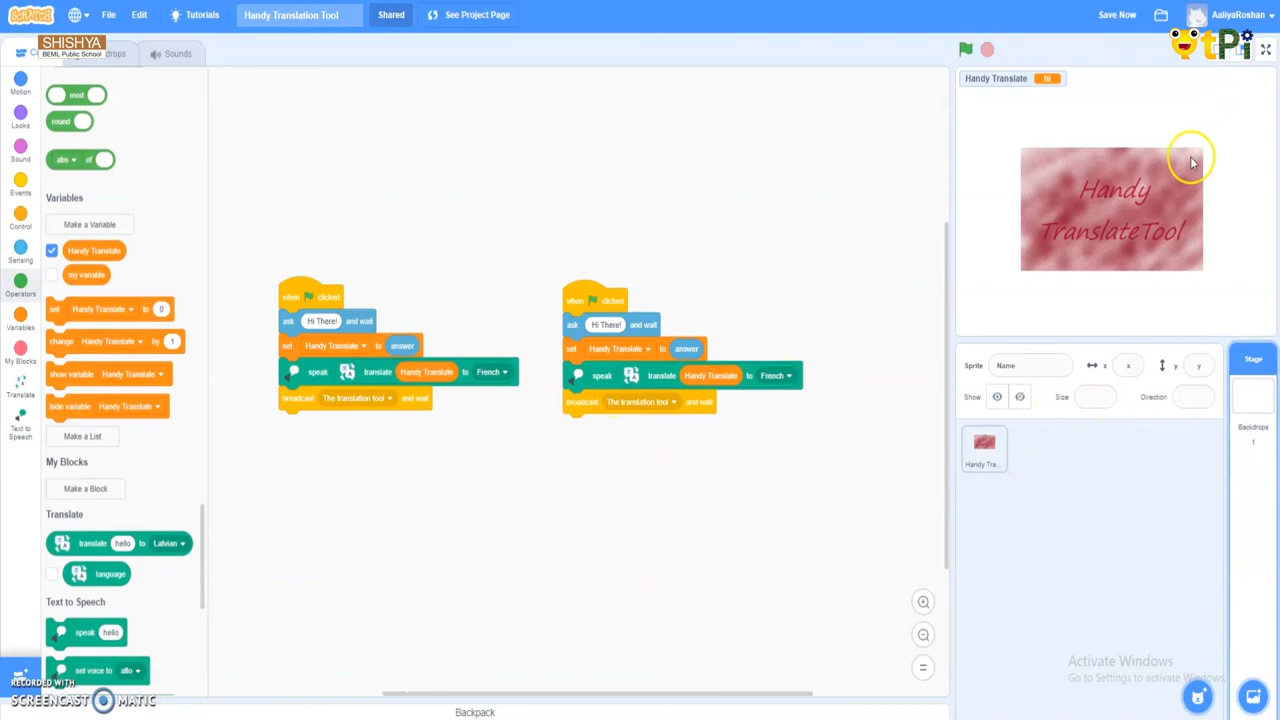 SCRATCH File Edit Tutorials Handy Translation Tool Shared See Project Page Save Now AaliyaRoshan
SHISHYA
BEML Public School
Sounds
tPi
Motion
Looks
Sound
Events
Control
Sensing
Operators
Variables
My Blocks
Translate
Text to
Speech
mod
round
abs of
Variables
Make a Variable
Handy Translate
my variable
set Handy Translate to 0
change Handy Translate by 1
show variable Handy Translate
hide variable Handy Translate
Make a List
My Blocks
Make a Block
Translate
translate hello to Latvian
language
Text to Speech
speak hello
set voice to alto
when clicked
ask Hi There! and wait
set Handy Translate to answer
speak translate Handy Translate to French
broadcast The translation tool and wait
when clicked
ask Hi There! and wait
set Handy Translate to answer
speak translate Handy Translate to French
broadcast The translation tool and wait
Handy Translate hi
Handy
TranslateTool
Sprite Name x x y y
Show Size Direction
Handy Tra...
Stage
Backdrops
1
Activate Windows
Go to Settings to activate Windows.
RECORDED WITH
SCREENCAST MATIC
Backpack